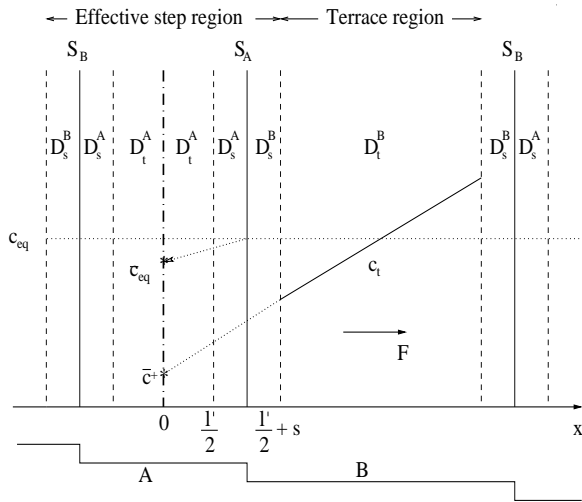 Effective step region Terrace region
S_B S_A S_B
D_s^B D_s^A D_t^A D_t^A D_s^A D_s^B D_t^B D_s^B D_s^A
c_eq
c̄_eq
c_t
F
c̄^+
0 l'/2 l'/2 + s x
A B